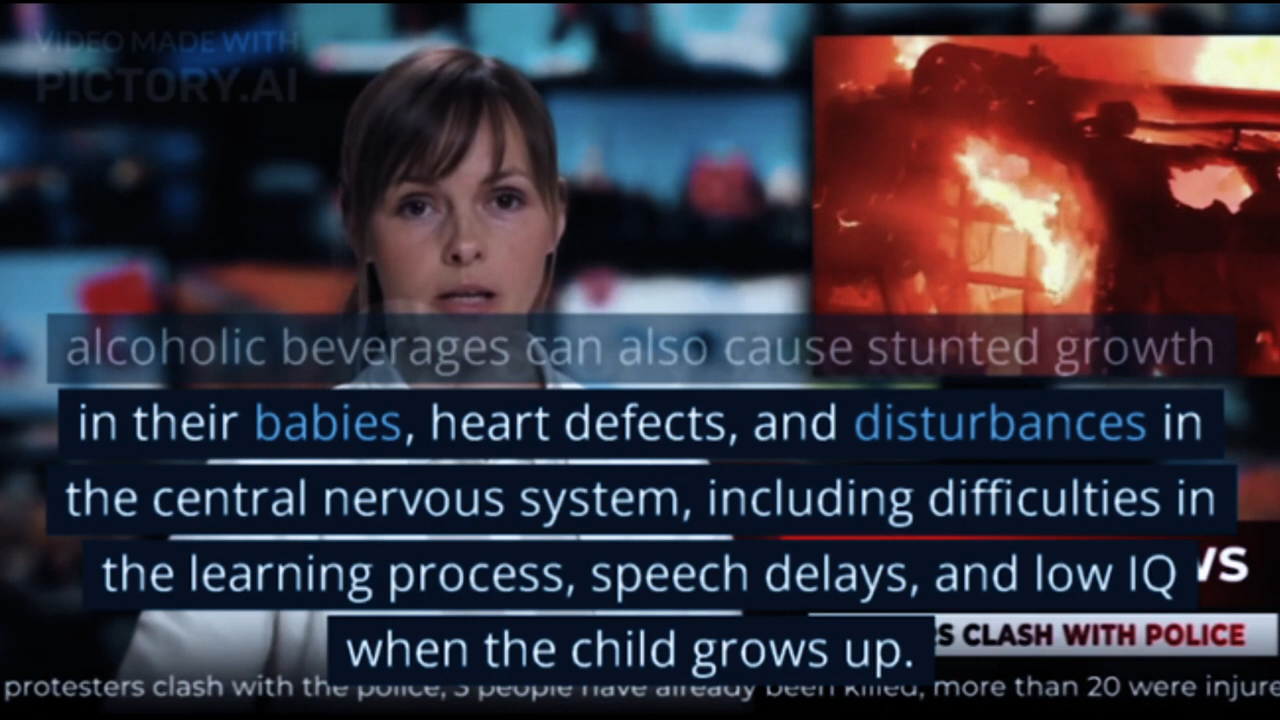 VIDEO MADE WITH
PICTORY.AI
alcoholic beverages can also cause stunted growth
in their babies, heart defects, and disturbances in
the central nervous system, including difficulties in
the learning process, speech delays, and low IQ
when the child grows up.
WS
S CLASH WITH POLICE
protesters clash with the police, 3 people have already been killed, more than 20 were injure